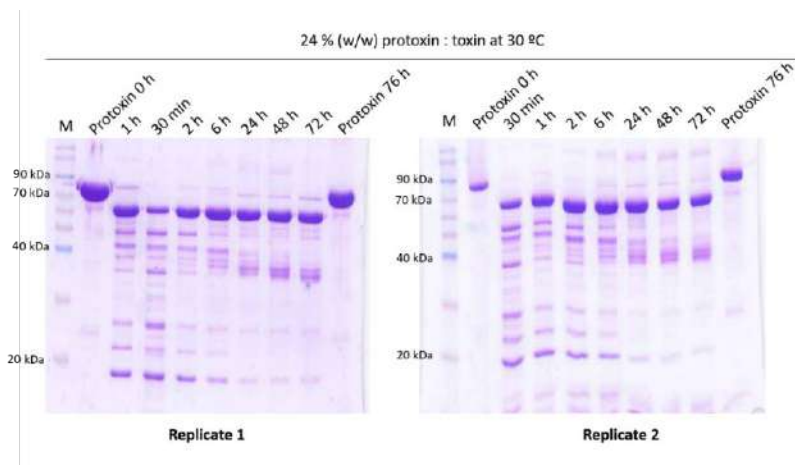 24 % (w/w) protoxin : toxin at 30 ºC
M Protoxin 0 h 1 h 30 min 2 h 6 h 24 h 48 h 72 h Protoxin 76 h
90 kDa
70 kDa
40 kDa
20 kDa
Replicate 1
M Protoxin 0 h 30 min 1 h 2 h 6 h 24 h 48 h 72 h Protoxin 76 h
90 kDa
70 kDa
40 kDa
20 kDa
Replicate 2